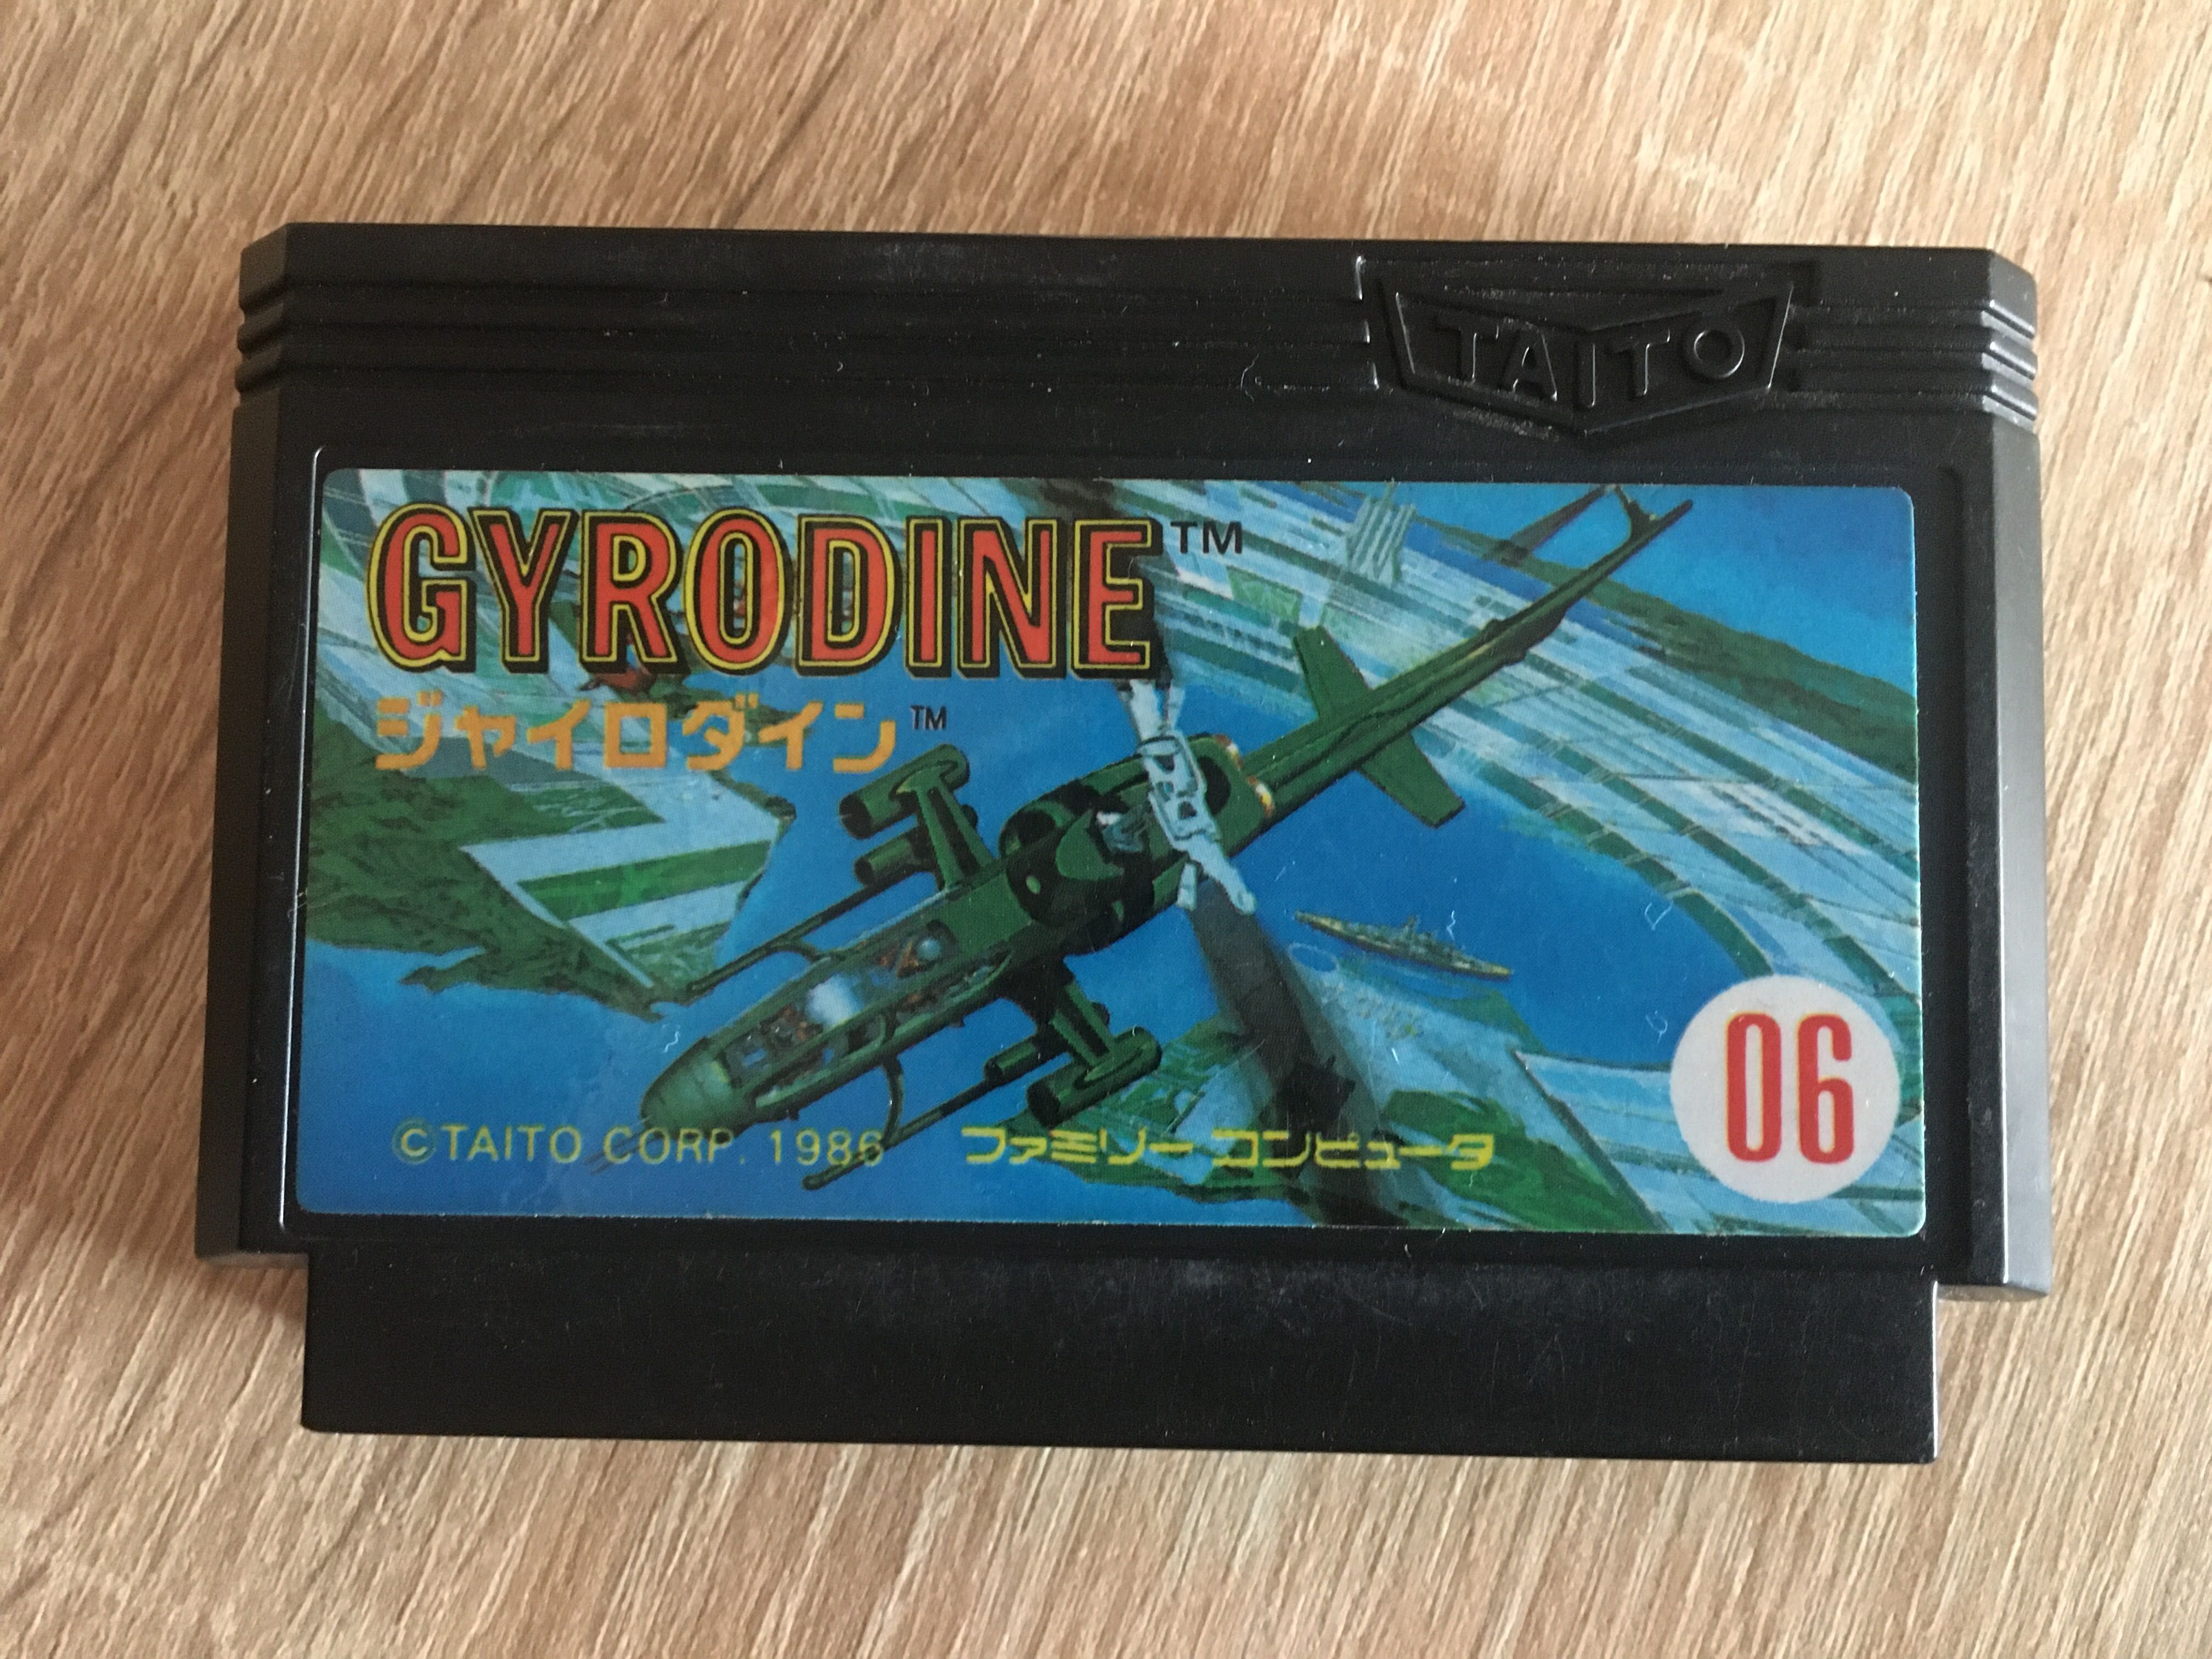 TAITO
GYRODINE™
ジャイロダイン™
06
©TAITO CORP. 1986 ファミリーコンピュータ